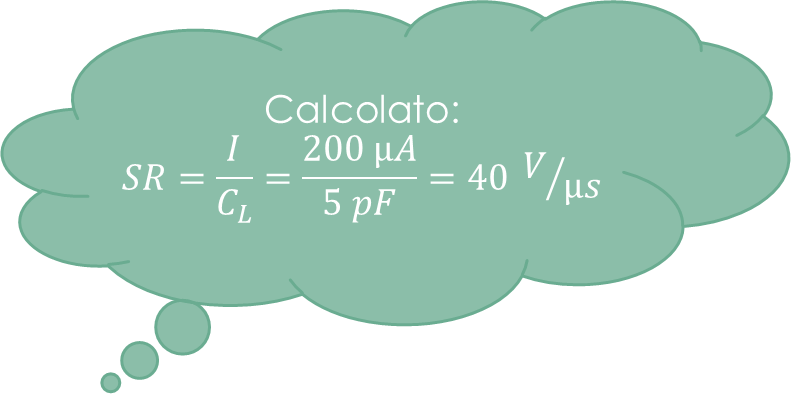 Calcolato:
SR = I/C_L = 200 μA/5 pF = 40 V/μs